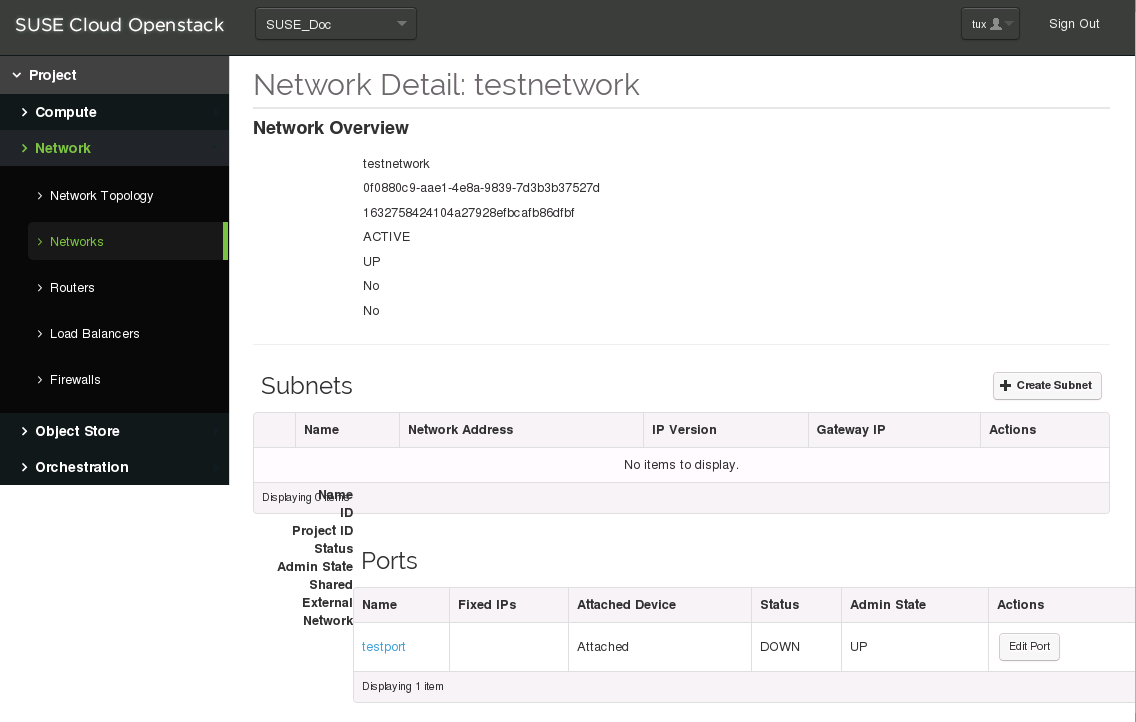 SUSE Cloud Openstack
SUSE_Doc
tux
Sign Out
Project
Compute
Network
Network Topology
Networks
Routers
Load Balancers
Firewalls
Object Store
Orchestration
Network Detail: testnetwork
Network Overview
testnetwork
0f0880c9-aae1-4e8a-9839-7d3b3b37527d
1632758424104a27928efbcafb86dfbf
ACTIVE
UP
No
No
Subnets
Create Subnet
Name Network Address IP Version Gateway IP Actions
No items to display.
Displaying 0 items
Name
ID
Project ID
Status
Admin State
Shared
External
Network
Ports
Name Fixed IPs Attached Device Status Admin State Actions
testport Attached DOWN UP Edit Port
Displaying 1 item